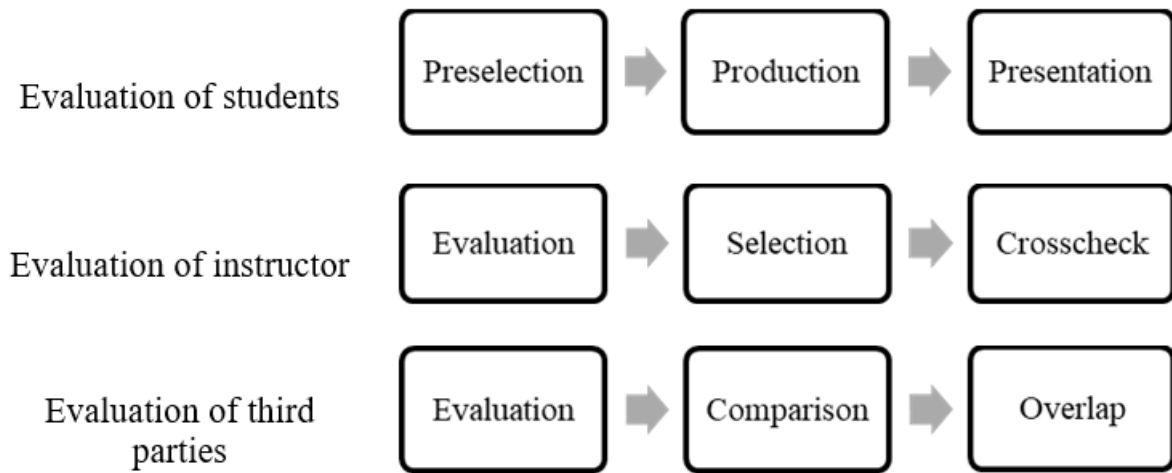 Evaluation of students
Preselection
Production
Presentation
Evaluation of instructor
Evaluation
Selection
Crosscheck
Evaluation of third
parties
Evaluation
Comparison
Overlap